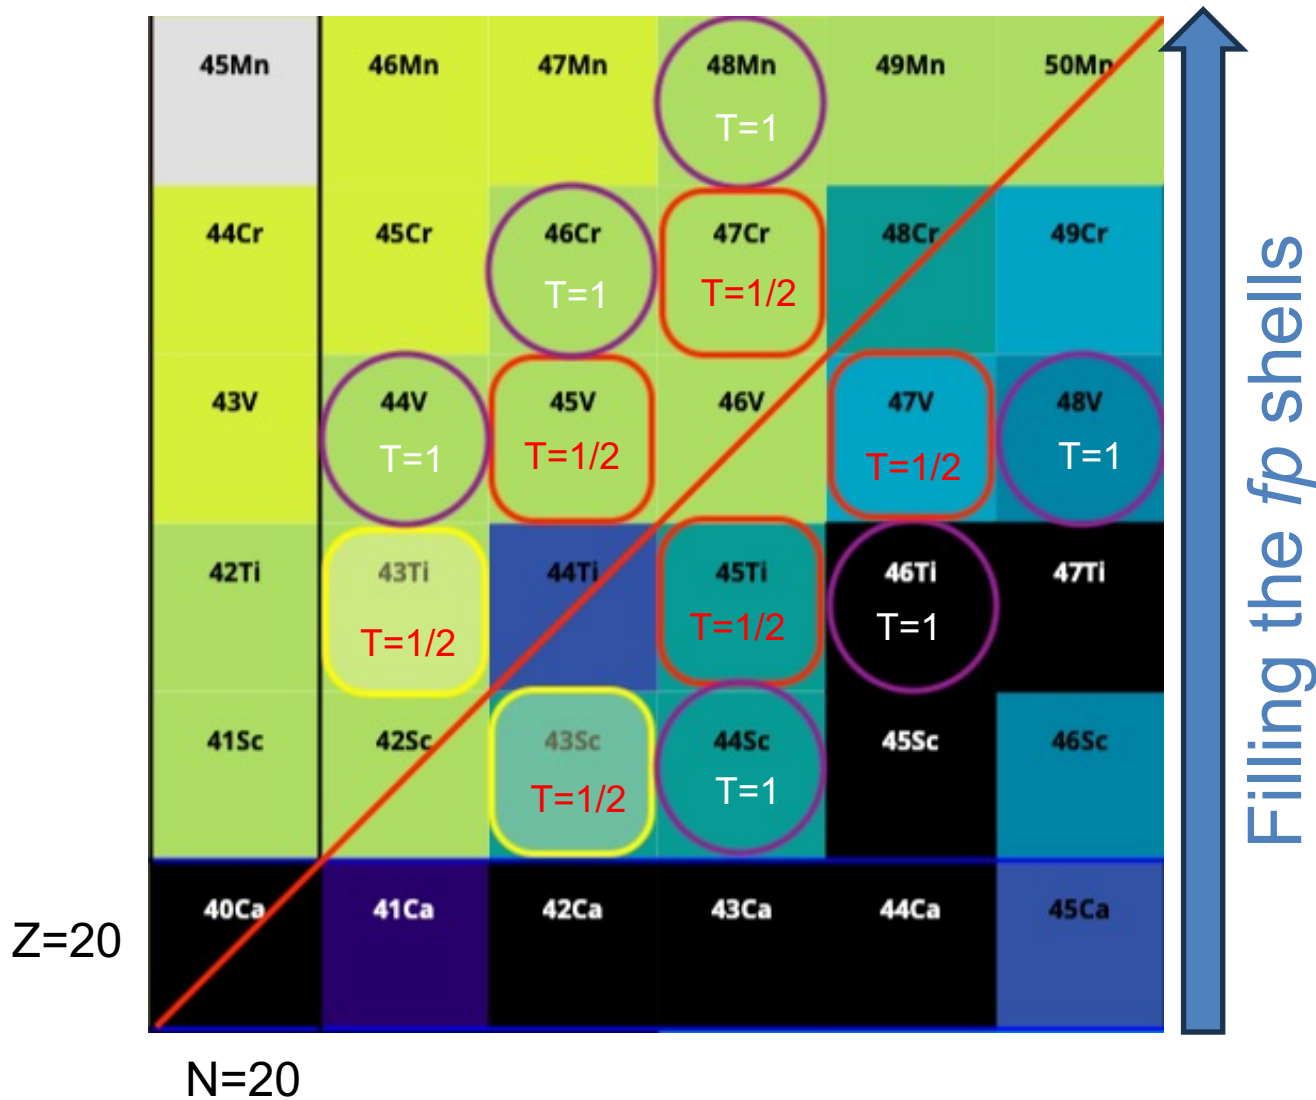 45Mn 46Mn 47Mn 48Mn 49Mn 50Mn
T=1
44Cr 45Cr 46Cr 47Cr 48Cr 49Cr
T=1 T=1/2
43V 44V 45V 46V 47V 48V
T=1 T=1/2 T=1/2 T=1
42Ti 43Ti 44Ti 45Ti 46Ti 47Ti
T=1/2 T=1/2 T=1
41Sc 42Sc 43Sc 44Sc 45Sc 46Sc
T=1/2 T=1
40Ca 41Ca 42Ca 43Ca 44Ca 45Ca
Z=20
N=20
Filling the fp shells